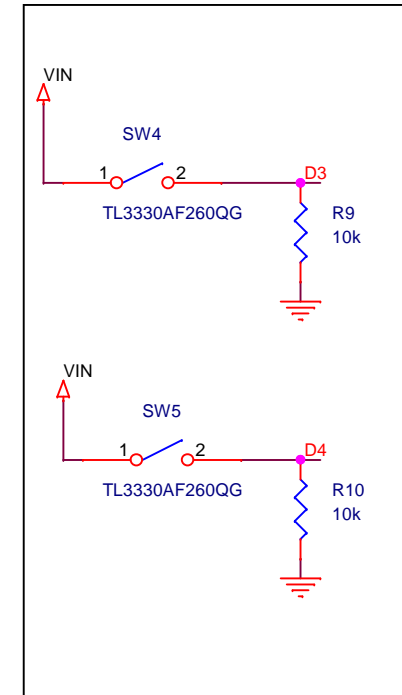 VIN
SW4
1 2 D3
TL3330AF260QG R9
10k
VIN
SW5
1 2 D4
TL3330AF260QG R10
10k